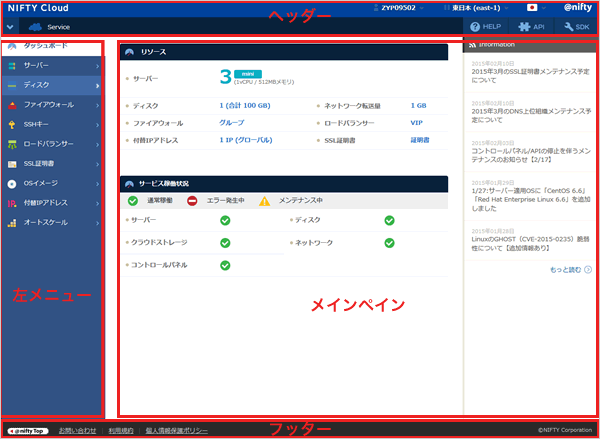 NIFTY Cloud
ZYP09502
東日本 (east-1)
@nifty
ヘッダー
Service
HELP
API
SDK
ダッシュボード
サーバー
ディスク
ファイアウォール
SSHキー
ロードバランサー
SSL証明書
OSイメージ
付替IPアドレス
オートスケール
左メニュー
リソース
サーバー
3
mini
(1vCPU / 512MBメモリ)
ディスク
1 (合計 100 GB)
ネットワーク転送量
1 GB
ファイアウォール
グループ
ロードバランサー
VIP
付替IPアドレス
1 IP (グローバル)
SSL証明書
証明書
サービス稼働状況
通常稼働
エラー発生中
メンテナンス中
サーバー
ディスク
クラウドストレージ
ネットワーク
コントロールパネル
メインペイン
Information
2015年02月10日
2015年3月のSSL証明書メンテナンス予定
について
2015年02月10日
2015年3月のDNS上位組織メンテナンス予
定について
2015年02月02日
コントロールパネル/APIの停止を伴うメン
テナンスのお知らせ【2/17】
2015年01月29日
1/27:サーバー適用OSに「CentOS 6.6」
「Red Hat Enterprise Linux 6.6」を追加
しました
2015年01月28日
LinuxのGHOST（CVE-2015-0235）脆弱
性について【追加情報あり】
もっと読む
フッター
@nifty Top
お問い合わせ
利用規約
個人情報保護ポリシー
©NIFTY Corporation